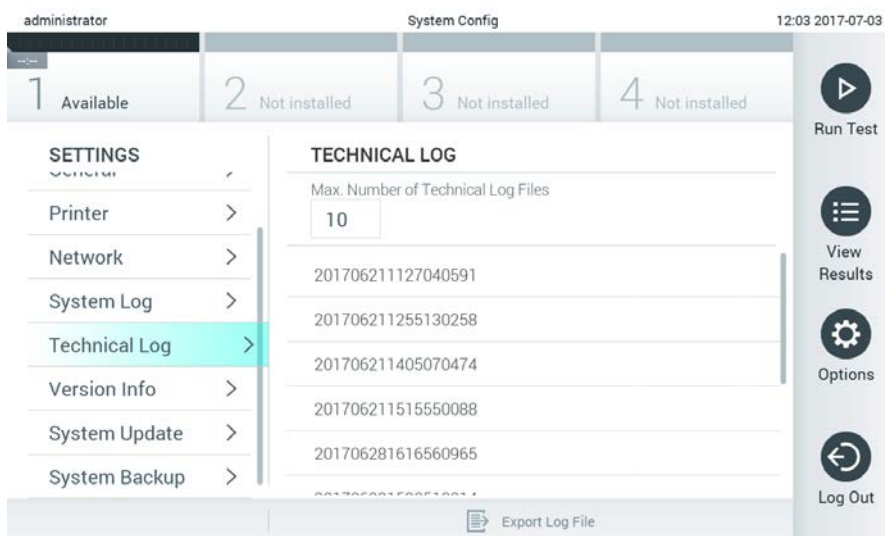 administrator
System Config
12:03 2017-07-03
--:--
1 Available
2 Not installed
3 Not installed
4 Not installed
Run Test
View
Results
Options
Log Out
SETTINGS
General
Printer
Network
System Log
Technical Log
Version Info
System Update
System Backup
TECHNICAL LOG
Max. Number of Technical Log Files
10
201706211127040591
201706211255130258
201706211405070474
201706211515550088
201706281616560965
Export Log File